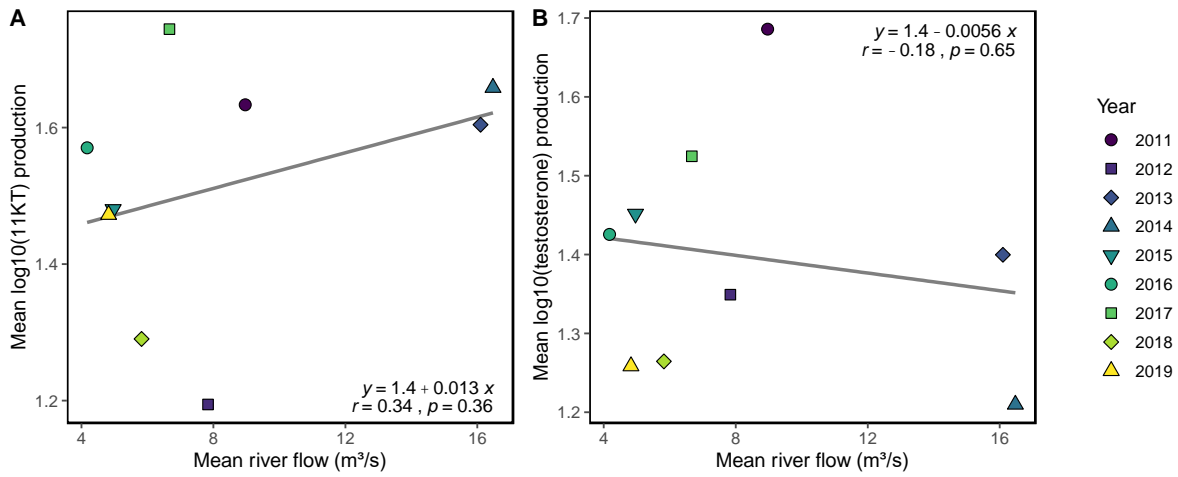 A
Mean log10(11KT) production
1.6
1.4
1.2
y = 1.4 + 0.013 x
r = 0.34 , p = 0.36
4 8 12 16
Mean river flow (m³/s)
B
Mean log10(testosterone) production
1.7
1.6
1.5
1.4
1.3
1.2
y = 1.4 - 0.0056 x
r = - 0.18 , p = 0.65
4 8 12 16
Mean river flow (m³/s)
Year
2011
2012
2013
2014
2015
2016
2017
2018
2019